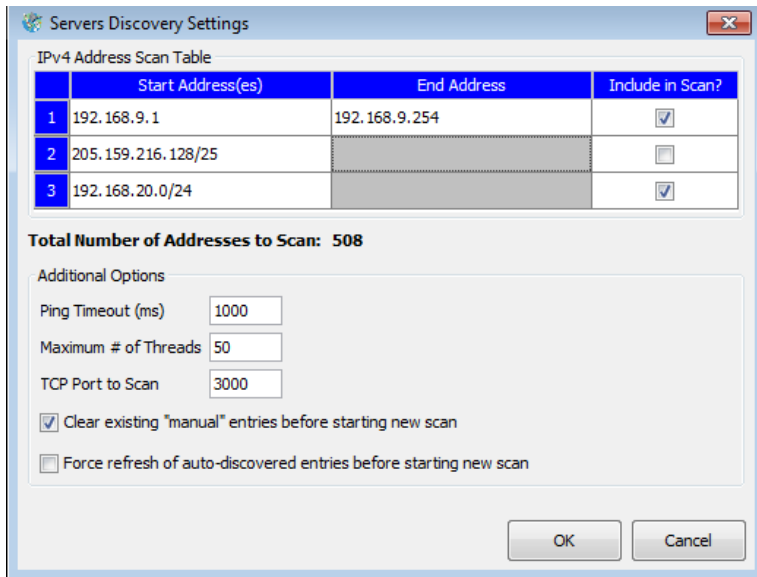 Servers Discovery Settings
IPv4 Address Scan Table
Start Address(es) End Address Include in Scan?
1 192.168.9.1 192.168.9.254
2 205.159.216.128/25
3 192.168.20.0/24
Total Number of Addresses to Scan: 508
Additional Options
Ping Timeout (ms) 1000
Maximum # of Threads 50
TCP Port to Scan 3000
Clear existing "manual" entries before starting new scan
Force refresh of auto-discovered entries before starting new scan
OK Cancel